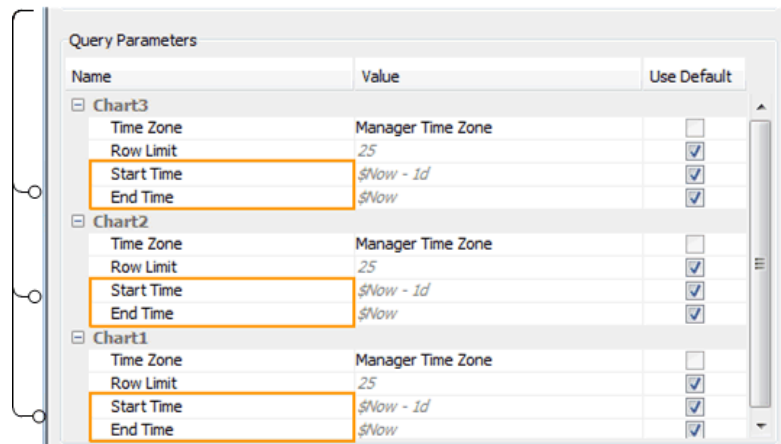 Query Parameters
Name Value Use Default
Chart3
Time Zone Manager Time Zone
Row Limit 25
Start Time $Now - 1d
End Time $Now
Chart2
Time Zone Manager Time Zone
Row Limit 25
Start Time $Now - 1d
End Time $Now
Chart1
Time Zone Manager Time Zone
Row Limit 25
Start Time $Now - 1d
End Time $Now